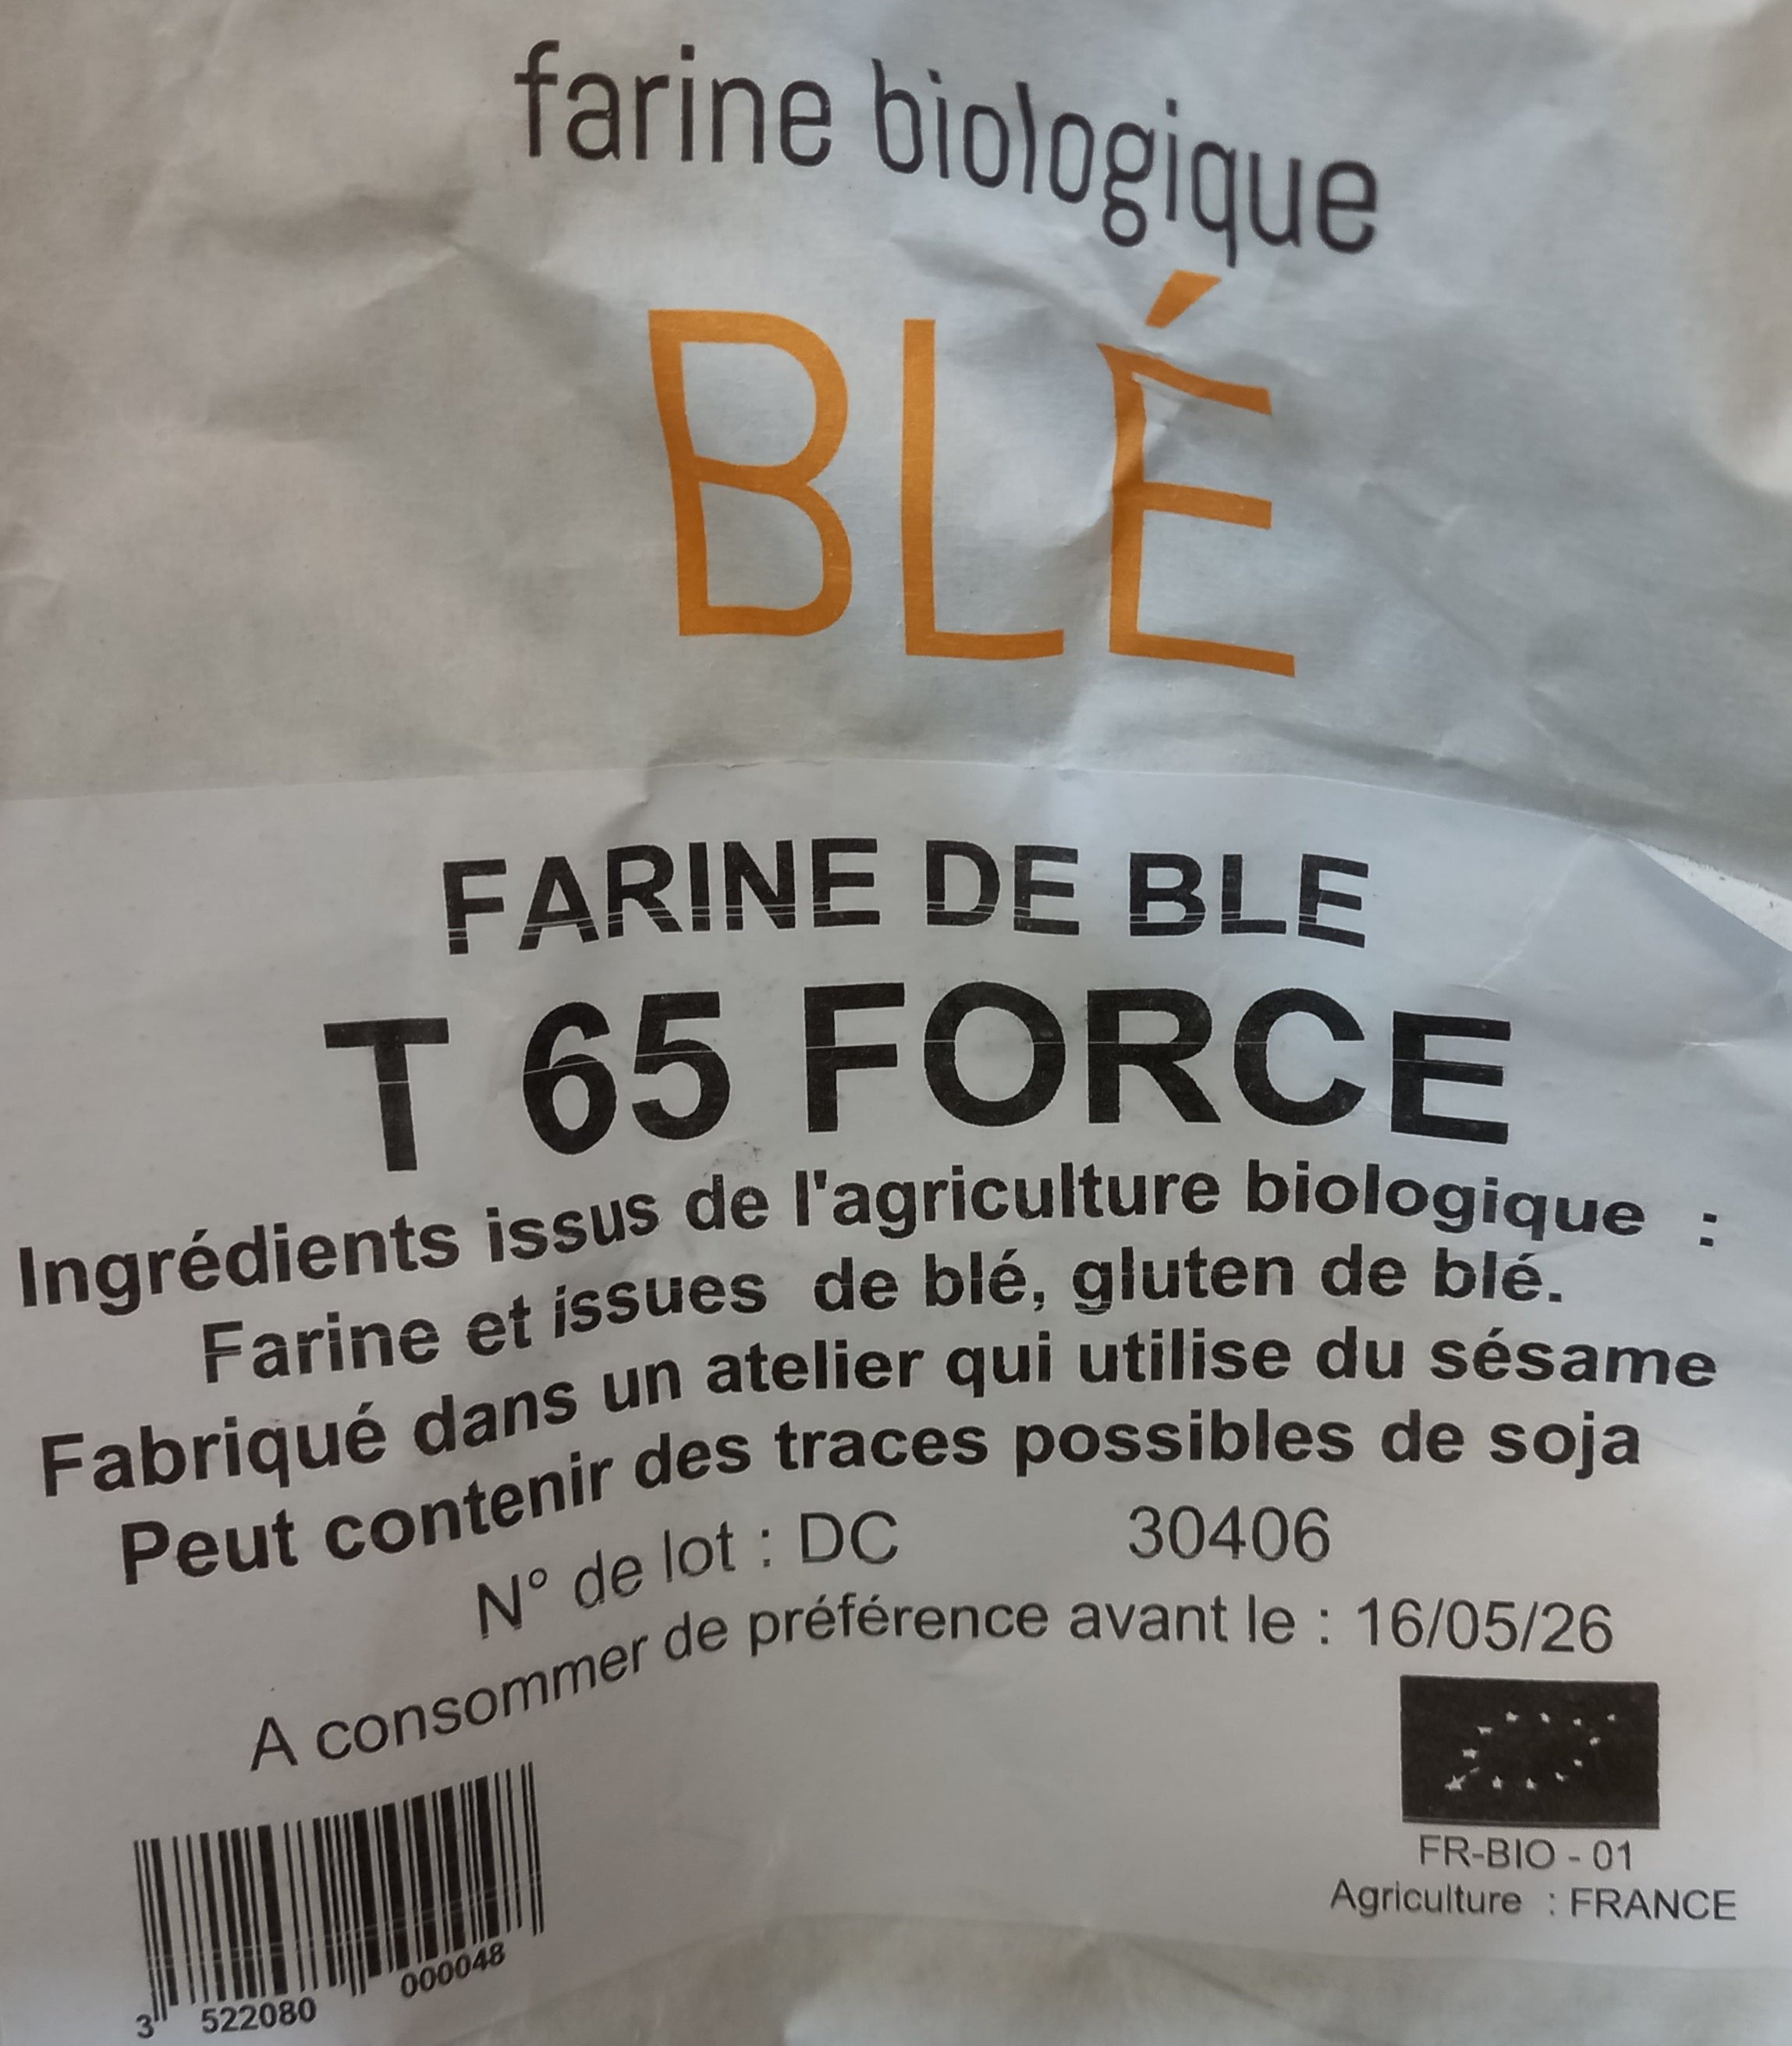 farine biologique
BLÉ
FARINE DE BLE
T 65 FORCE
Ingrédients issus de l'agriculture biologique :
Farine et issues de blé, gluten de blé.
Fabriqué dans un atelier qui utilise du sésame
Peut contenir des traces possibles de soja
N° de lot : DC 30406
A consommer de préférence avant le : 16/05/26
FR-BIO - 01
Agriculture : FRANCE
3 522080 000048